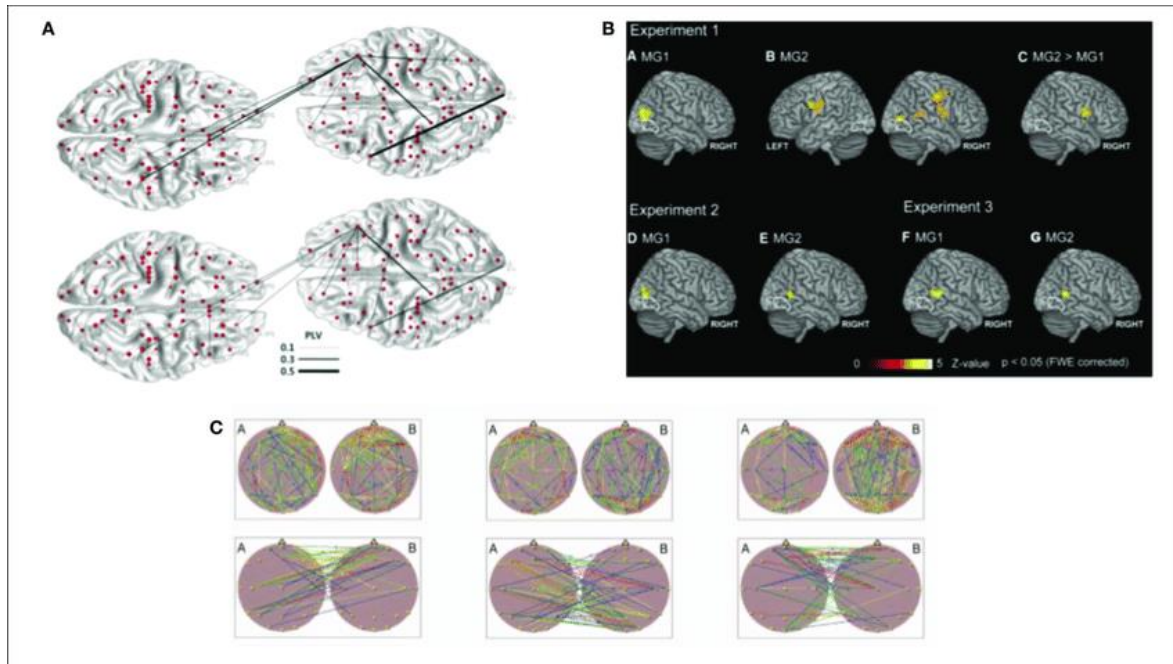 A
PLV
0.1
0.3
0.5
B
Experiment 1
A MG1
B MG2
C MG2 > MG1
RIGHT
LEFT
RIGHT
RIGHT
Experiment 2
Experiment 3
D MG1
E MG2
F MG1
G MG2
RIGHT
RIGHT
RIGHT
RIGHT
0
5
Z-value
p < 0.05 (FWE corrected)
C
A
B
A
B
A
B
A
B
A
B
A
B